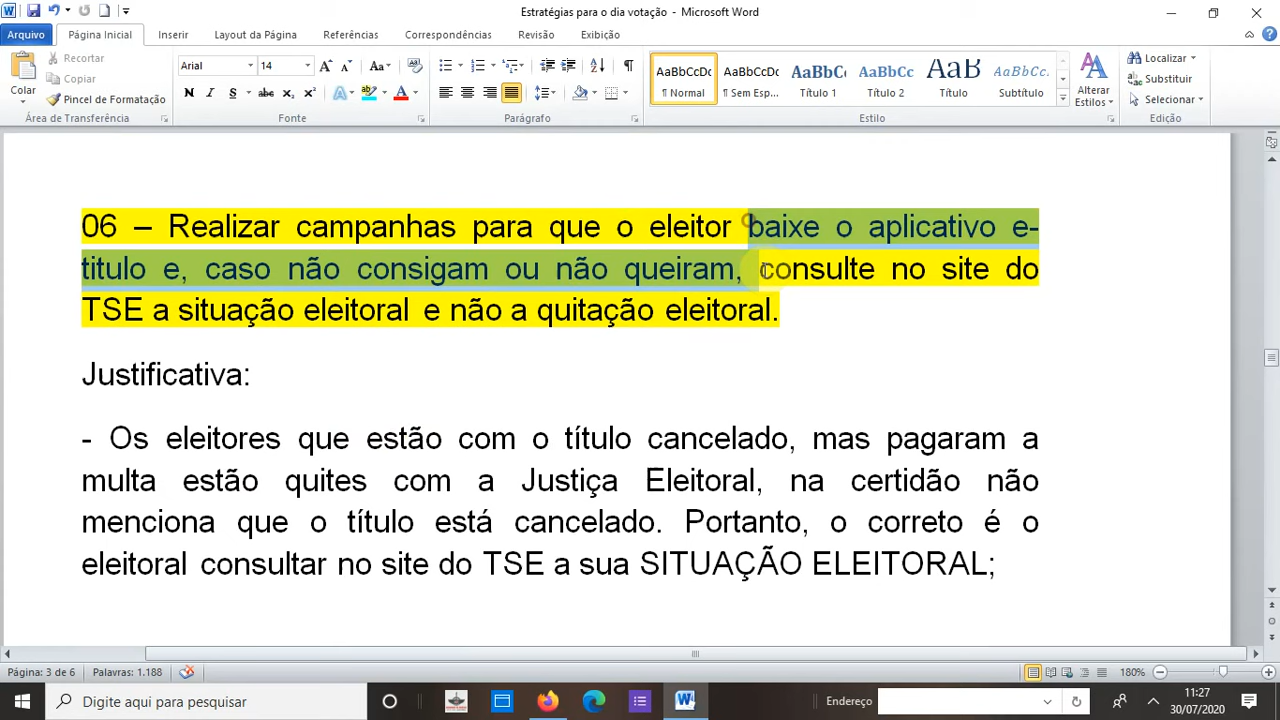 Estratégias para o dia votação - Microsoft Word
Arquivo Página Inicial Inserir Layout da Página Referências Correspondências Revisão Exibição
Colar
Recortar
Copiar
Pincel de Formatação
Área de Transferência
Arial 14
N I S abc x₂ x² A ab A
Fonte
Parágrafo
AaBbCcDc AaBbCcDc AaBbC AaBbCc AaB AaBbCc.
¶ Normal ¶ Sem Esp... Título 1 Título 2 Título Subtítulo
Alterar
Estilos
Estilo
Localizar
Substituir
Selecionar
Edição
06 – Realizar campanhas para que o eleitor baixe o aplicativo e-
titulo e, caso não consigam ou não queiram, consulte no site do
TSE a situação eleitoral e não a quitação eleitoral.
Justificativa:
- Os eleitores que estão com o título cancelado, mas pagaram a
multa estão quites com a Justiça Eleitoral, na certidão não
menciona que o título está cancelado. Portanto, o correto é o
eleitoral consultar no site do TSE a sua SITUAÇÃO ELEITORAL;
Página: 3 de 6 Palavras: 1.188 180%
Digite aqui para pesquisar
Endereço
11:27
30/07/2020